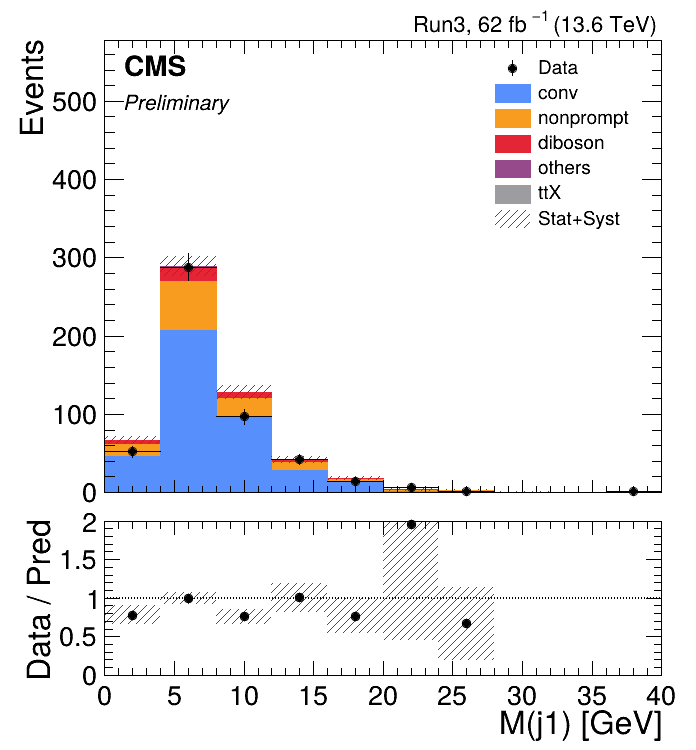 Run3, 62 fb⁻¹ (13.6 TeV)
CMS
Preliminary
Events
500
400
300
200
100
0
Data
conv
nonprompt
diboson
others
ttX
Stat+Syst
Data / Pred
2
1.5
1
0.5
0
0 5 10 15 20 25 30 35 40
M(j1) [GeV]